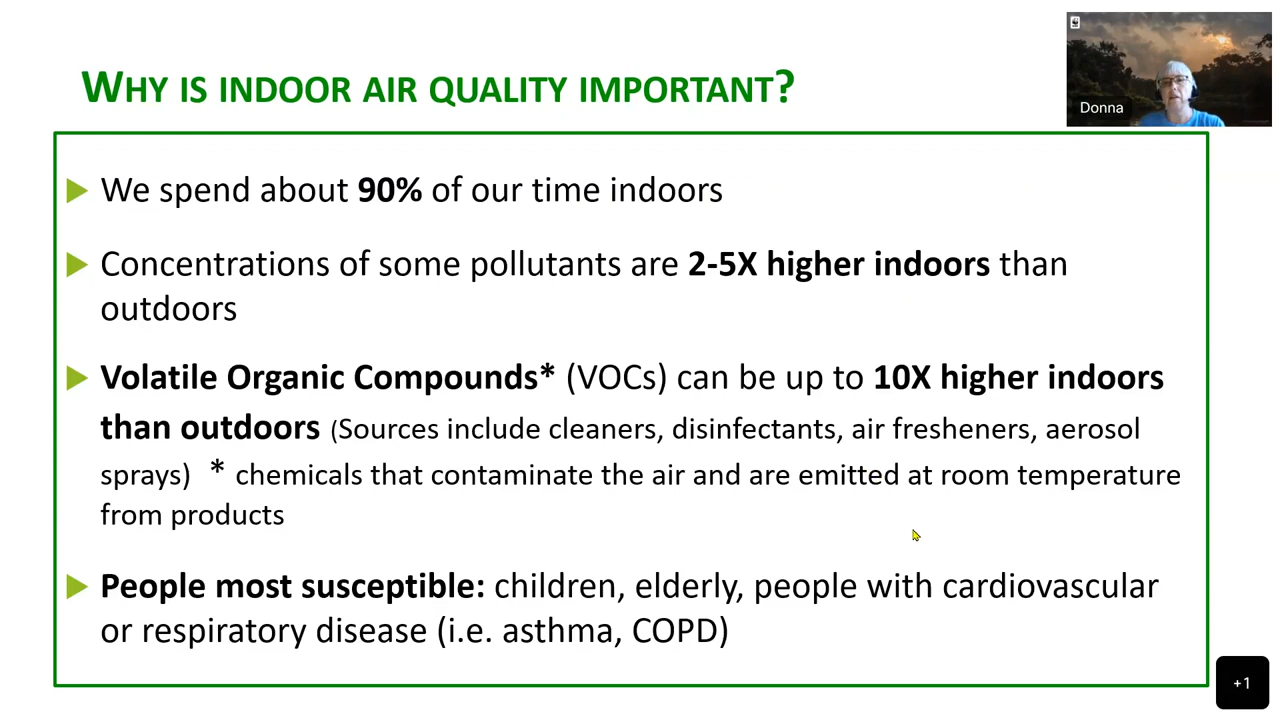 WHY IS INDOOR AIR QUALITY IMPORTANT?
Donna
We spend about 90% of our time indoors
Concentrations of some pollutants are 2-5X higher indoors than
outdoors
Volatile Organic Compounds* (VOCs) can be up to 10X higher indoors
than outdoors (Sources include cleaners, disinfectants, air fresheners, aerosol
sprays) * chemicals that contaminate the air and are emitted at room temperature
from products
People most susceptible: children, elderly, people with cardiovascular
or respiratory disease (i.e. asthma, COPD)
+1